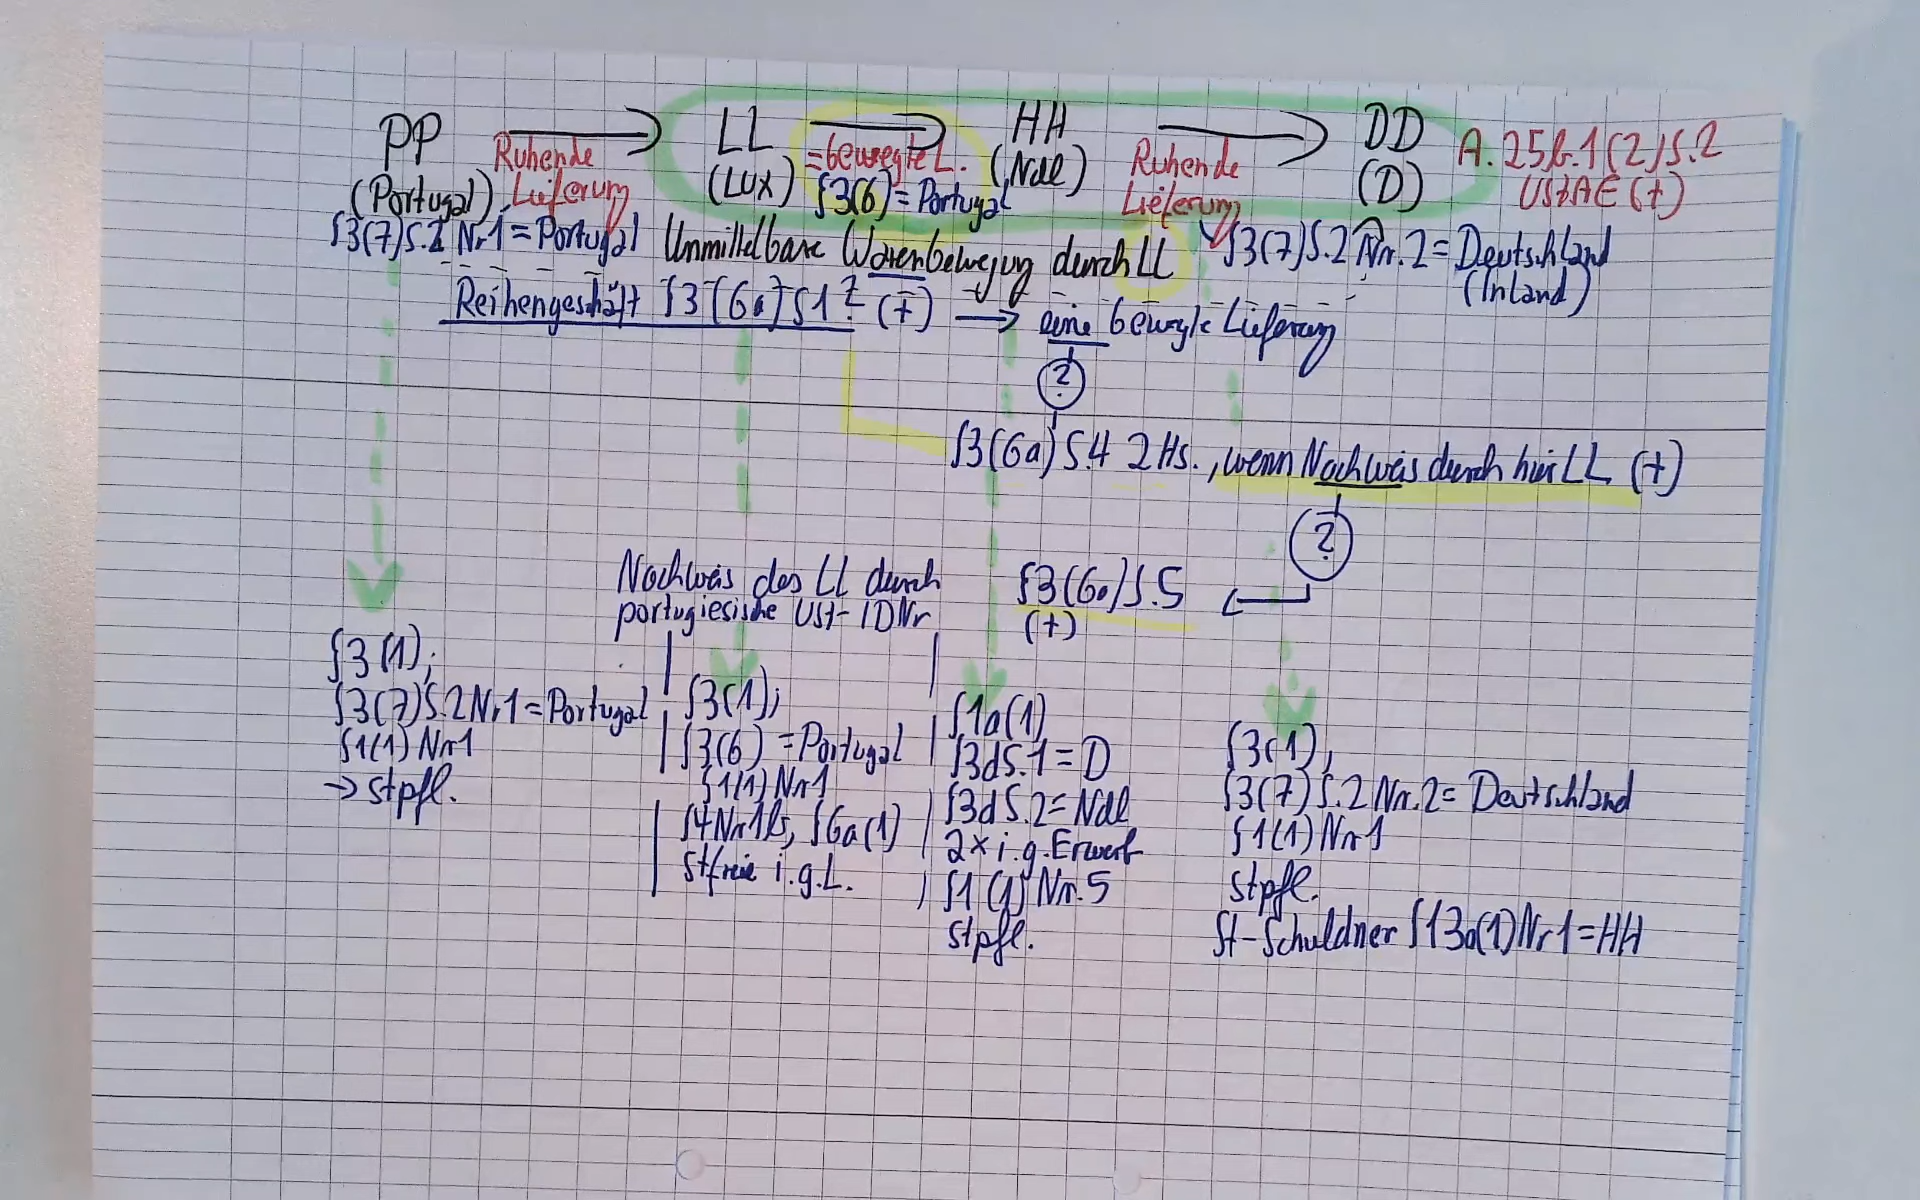 PP LL HH DD A. 25b.1(2)S.2
Ruhende =bewegte L. Ruhende
(Portugal) Lieferung (LUX) §3(6)=Portugal (Ndl) Lieferung (D) UStAE (+)
§3(7)S.2 Nr1=Portugal Unmittelbare Warenbewegung durch LL §3(7)S.2 Nr.2=Deutschland
(Inland)
Reihengeschäft §3(6a)S1? (+) → eine bewegte Lieferung
?
§3(6a) S.4 2Hs., wenn Nachweis durch hier LL (+)
?
Nachweis des LL durch
portugiesische USt-IDNr
§3(6a)S.5
(+)
§3(1);
§3(7)S.2Nr1=Portugal
§1(1)Nr1
→ stpfl.
§3(1);
§3(6)=Portugal
§1(1)Nr1
§4Nr1b, §6a(1)
stfreie i.g.L.
§1a(1)
§3dS.1=D
§3dS.2=Ndl
2x i.g.Erwerb
§1(1)Nr.5
stpfl.
§3(1);
§3(7)S.2Nr.2=Deutschland
§1(1)Nr1
stpfl.
St-Schuldner §13a(1)Nr1=HH